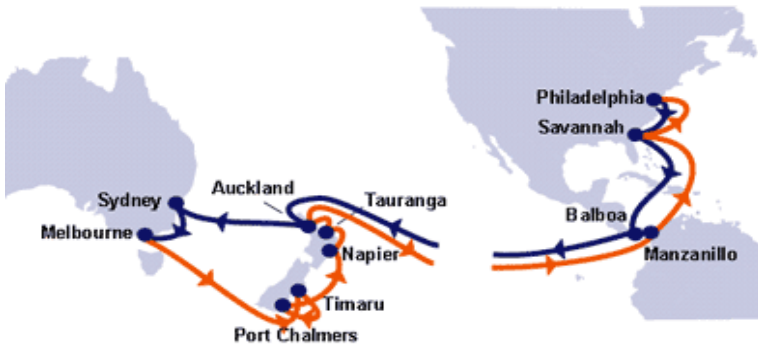 Philadelphia
Savannah
Auckland
Tauranga
Sydney
Balboa
Melbourne
Napier
Manzanillo
Timaru
Port Chalmers